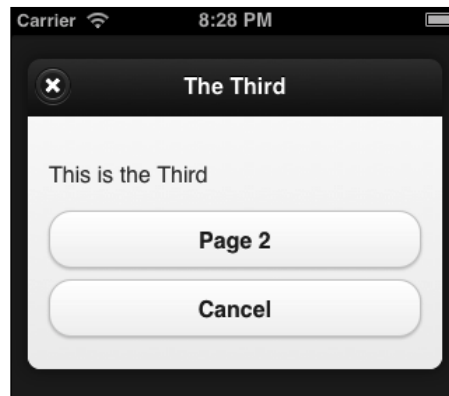 Carrier 8:28 PM
The Third
This is the Third
Page 2
Cancel